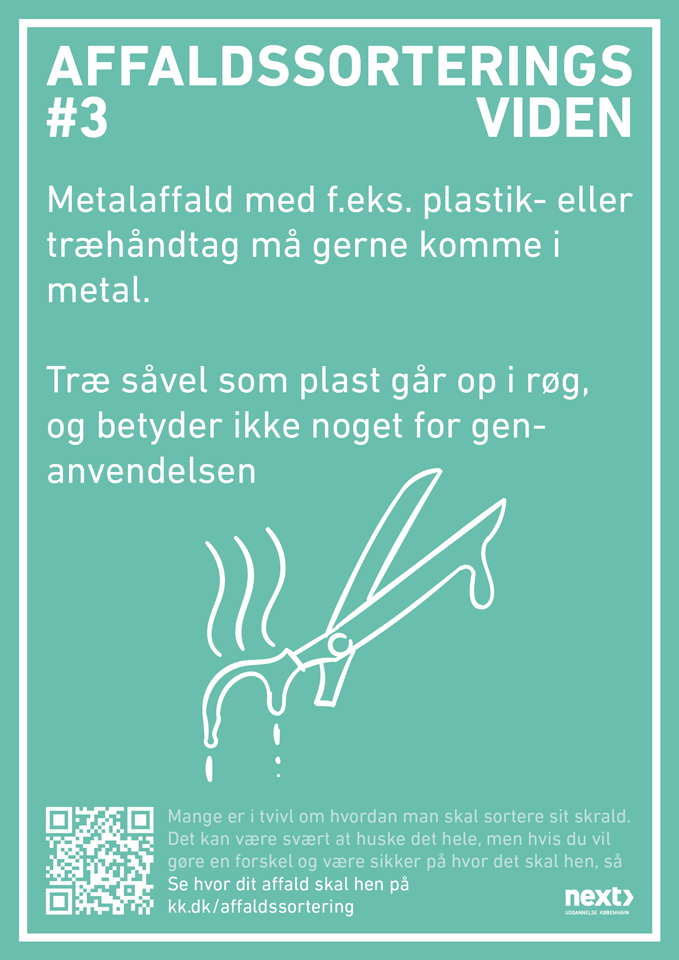 AFFALDSSORTERINGS
#3 VIDEN
Metalaffald med f.eks. plastik- eller
træhåndtag må gerne komme i
metal.
Træ såvel som plast går op i røg,
og betyder ikke noget for gen-
anvendelsen
Mange er i tvivl om hvordan man skal sortere sit skrald.
Det kan være svært at huske det hele, men hvis du vil
gøre en forskel og være sikker på hvor det skal hen, så
Se hvor dit affald skal hen på
kk.dk/affaldssortering
next
UDDANNELSE KØBENHAVN